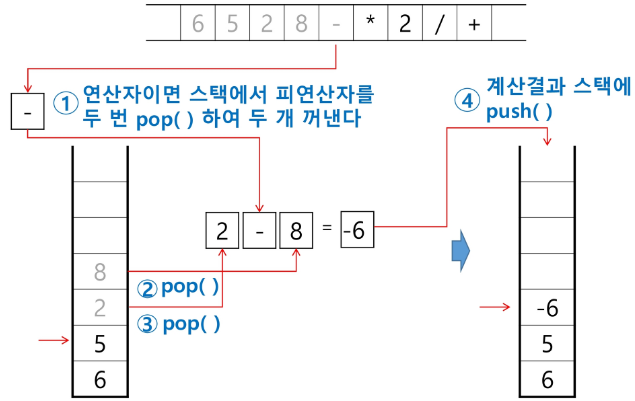 6 5 2 8 - * 2 / +
① 연산자이면 스택에서 피연산자를
두 번 pop( ) 하여 두 개 꺼낸다
-
④ 계산결과 스택에
push( )
2 - 8 = -6
8
② pop( )
2
③ pop( )
5
6
-6
5
6